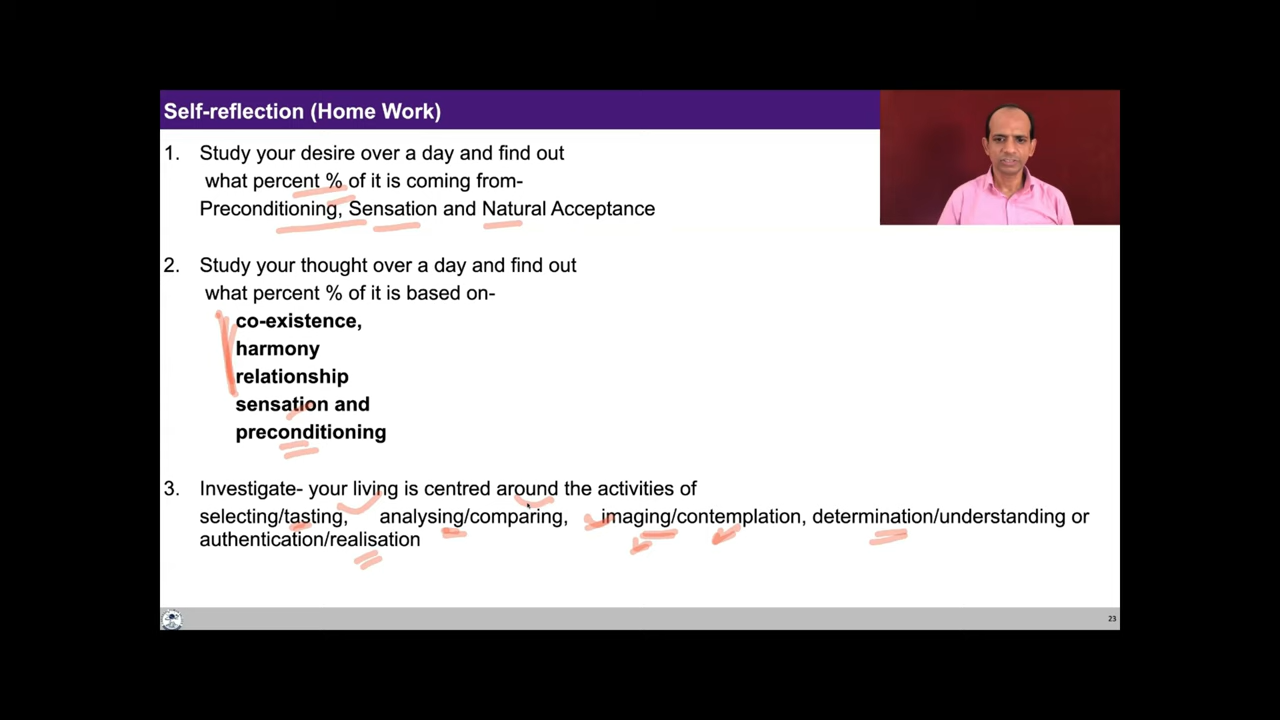 Self-reflection (Home Work)
1. Study your desire over a day and find out
what percent % of it is coming from-
Preconditioning, Sensation and Natural Acceptance
2. Study your thought over a day and find out
what percent % of it is based on-
co-existence,
harmony
relationship
sensation and
preconditioning
3. Investigate- your living is centred around the activities of
selecting/tasting, analysing/comparing, imaging/contemplation, determination/understanding or
authentication/realisation
23